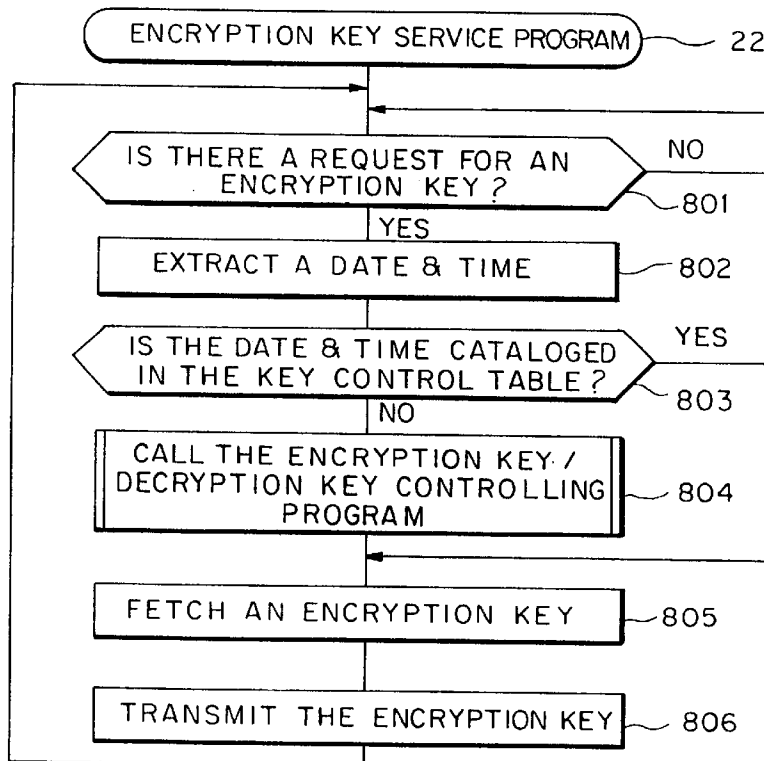 ENCRYPTION KEY SERVICE PROGRAM
22
IS THERE A REQUEST FOR AN
ENCRYPTION KEY?
NO
801
YES
EXTRACT A DATE & TIME
802
IS THE DATE & TIME CATALOGED
IN THE KEY CONTROL TABLE?
YES
803
NO
CALL THE ENCRYPTION KEY/
DECRYPTION KEY CONTROLLING
PROGRAM
804
FETCH AN ENCRYPTION KEY
805
TRANSMIT THE ENCRYPTION KEY
806